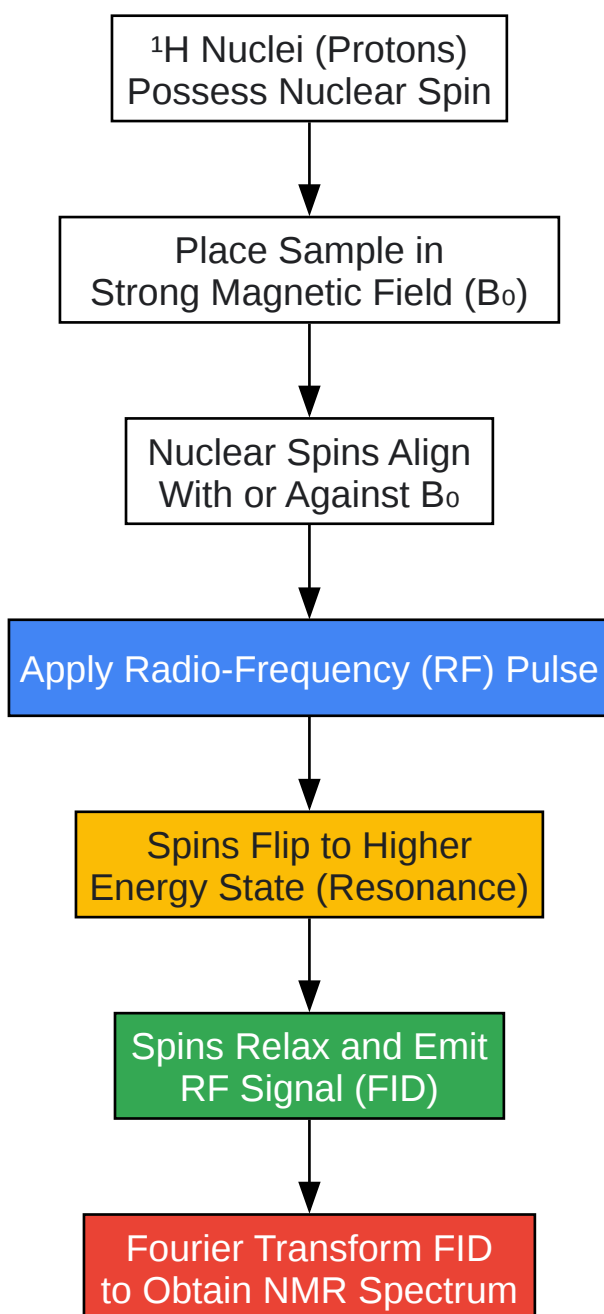 ¹H Nuclei (Protons)
Possess Nuclear Spin
Place Sample in
Strong Magnetic Field (B₀)
Nuclear Spins Align
With or Against B₀
Apply Radio-Frequency (RF) Pulse
Spins Flip to Higher
Energy State (Resonance)
Spins Relax and Emit
RF Signal (FID)
Fourier Transform FID
to Obtain NMR Spectrum